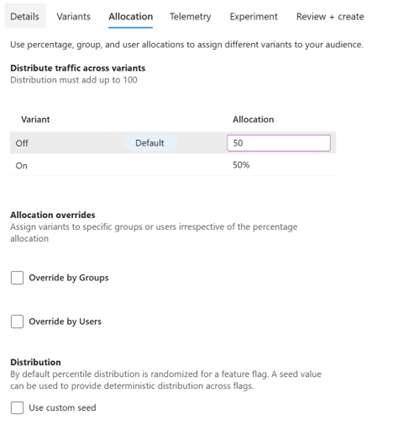 Details Variants Allocation Telemetry Experiment Review + create
Use percentage, group, and user allocations to assign different variants to your audience.
Distribute traffic across variants
Distribution must add up to 100
Variant Allocation
Off Default 50
On 50%
Allocation overrides
Assign variants to specific groups or users irrespective of the percentage
allocation
Override by Groups
Override by Users
Distribution
By default percentile distribution is randomized for a feature flag. A seed value
can be used to provide deterministic distribution across flags.
Use custom seed